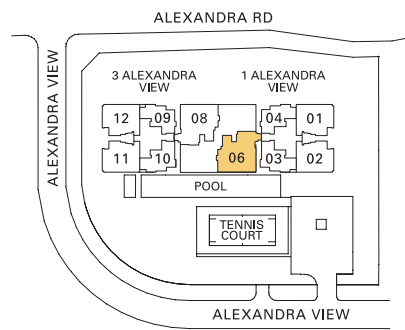 ALEXANDRA RD
ALEXANDRA VIEW
3 ALEXANDRA
VIEW
1 ALEXANDRA
VIEW
12
09
08
04
01
11
10
06
03
02
POOL
TENNIS
COURT
ALEXANDRA VIEW